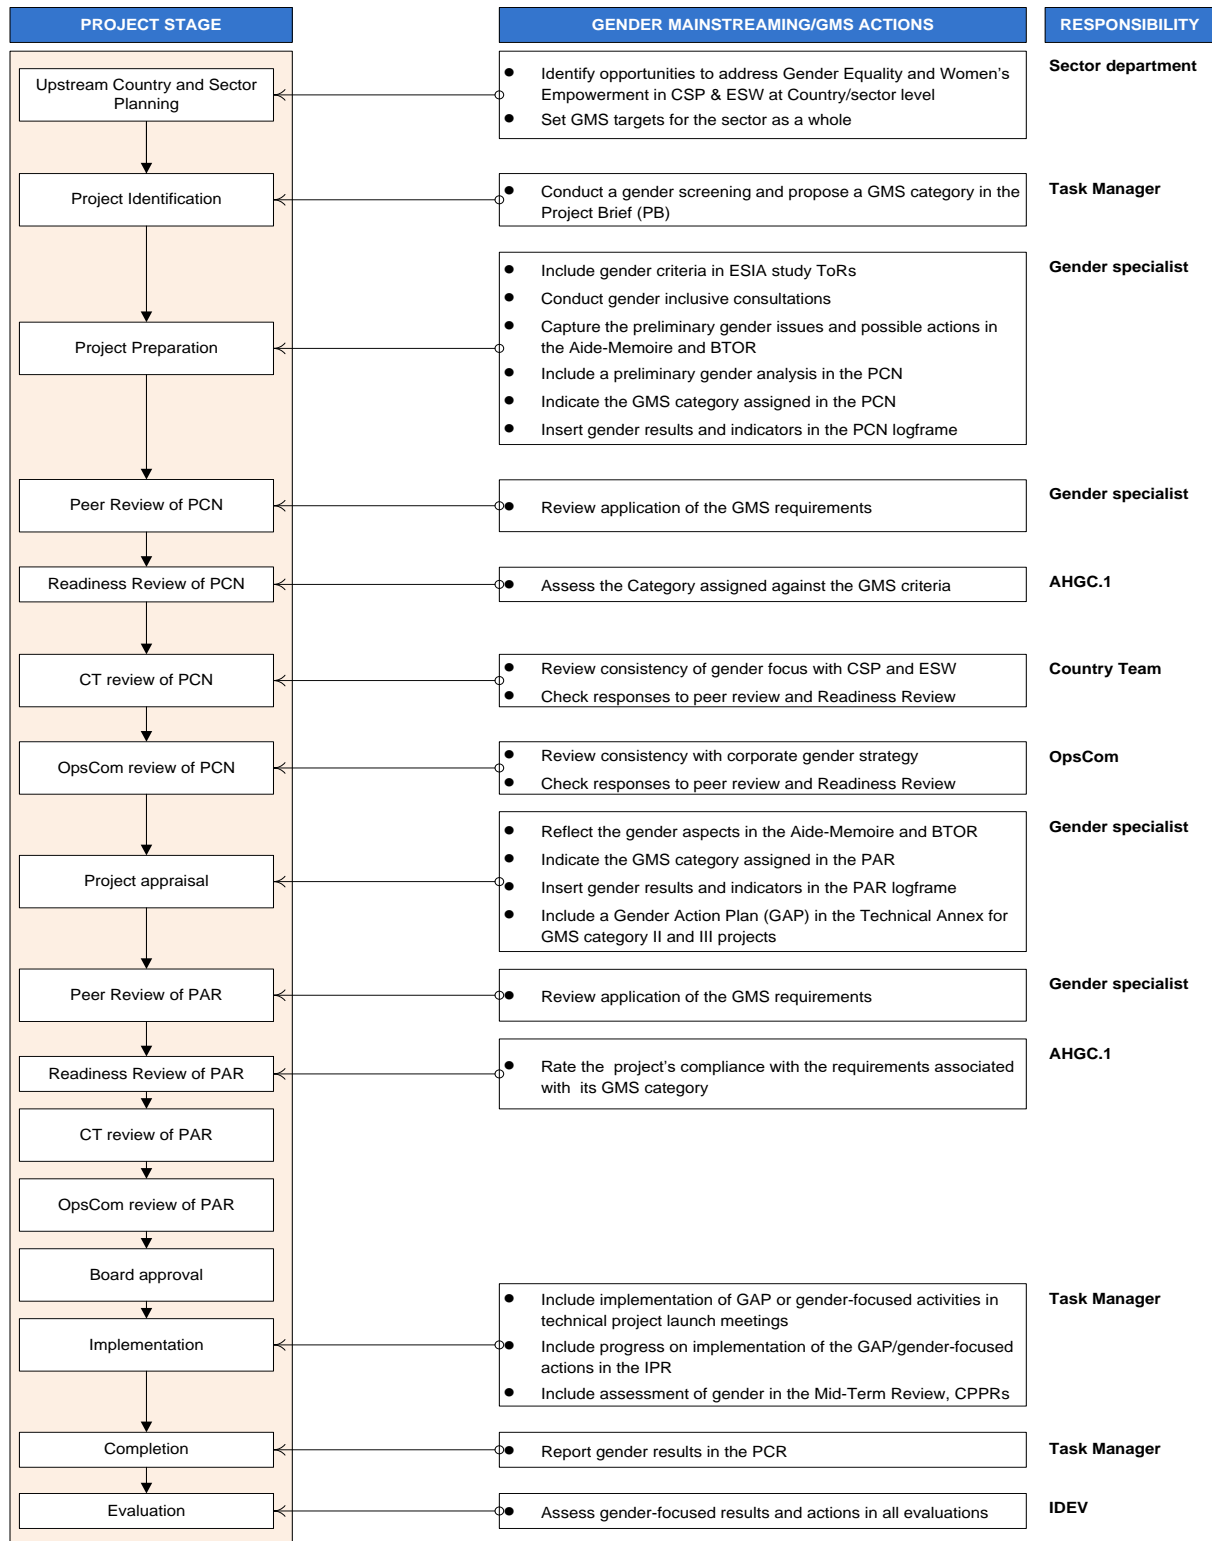 PROJECT STAGE
GENDER MAINSTREAMING/GMS ACTIONS
RESPONSIBILITY
Upstream Country and Sector
Planning
● Identify opportunities to address Gender Equality and Women's
Empowerment in CSP & ESW at Country/sector level
● Set GMS targets for the sector as a whole
Sector department
Project Identification
● Conduct a gender screening and propose a GMS category in the
Project Brief (PB)
Task Manager
Project Preparation
● Include gender criteria in ESIA study ToRs
● Conduct gender inclusive consultations
● Capture the preliminary gender issues and possible actions in
the Aide-Memoire and BTOR
● Include a preliminary gender analysis in the PCN
● Indicate the GMS category assigned in the PCN
● Insert gender results and indicators in the PCN logframe
Gender specialist
Peer Review of PCN
● Review application of the GMS requirements
Gender specialist
Readiness Review of PCN
● Assess the Category assigned against the GMS criteria
AHGC.1
CT review of PCN
● Review consistency of gender focus with CSP and ESW
● Check responses to peer review and Readiness Review
Country Team
OpsCom review of PCN
● Review consistency with corporate gender strategy
● Check responses to peer review and Readiness Review
OpsCom
Project appraisal
● Reflect the gender aspects in the Aide-Memoire and BTOR
● Indicate the GMS category assigned in the PAR
● Insert gender results and indicators in the PAR logframe
● Include a Gender Action Plan (GAP) in the Technical Annex for
GMS category II and III projects
Gender specialist
Peer Review of PAR
● Review application of the GMS requirements
Gender specialist
Readiness Review of PAR
● Rate the project's compliance with the requirements associated
with its GMS category
AHGC.1
CT review of PAR
OpsCom review of PAR
Board approval
Implementation
● Include implementation of GAP or gender-focused activities in
technical project launch meetings
● Include progress on implementation of the GAP/gender-focused
actions in the IPR
● Include assessment of gender in the Mid-Term Review, CPPRs
Task Manager
Completion
● Report gender results in the PCR
Task Manager
Evaluation
● Assess gender-focused results and actions in all evaluations
IDEV